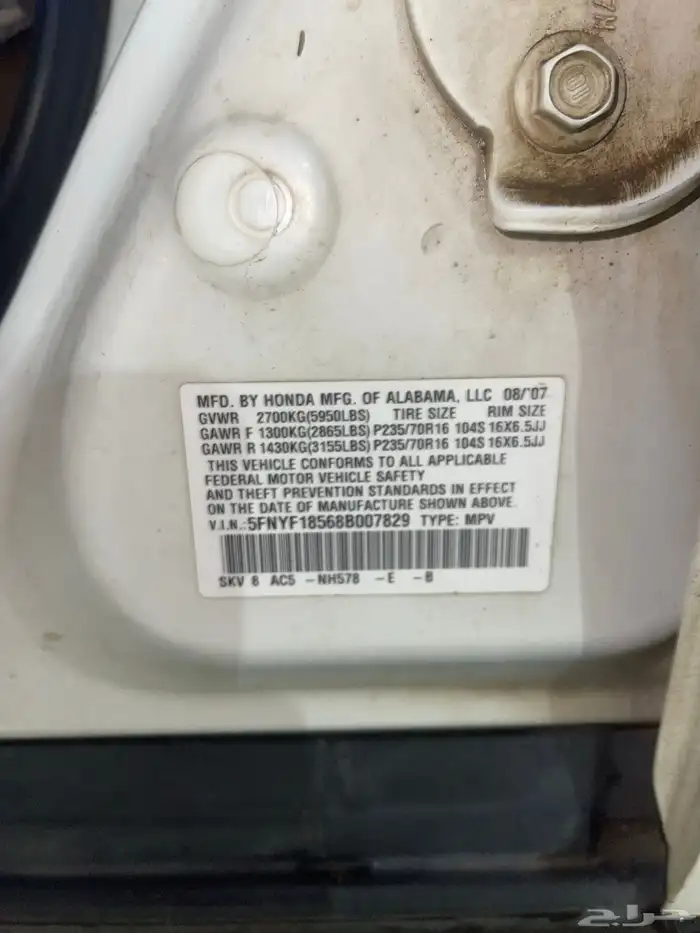 MFD. BY HONDA MFG. OF ALABAMA, LLC 08/'07
GVWR 2700KG(5950LBS) TIRE SIZE RIM SIZE
GAWR F 1300KG(2865LBS) P235/70R16 104S 16X6.5JJ
GAWR R 1430KG(3155LBS) P235/70R16 104S 16X6.5JJ
THIS VEHICLE CONFORMS TO ALL APPLICABLE
FEDERAL MOTOR VEHICLE SAFETY
AND THEFT PREVENTION STANDARDS IN EFFECT
ON THE DATE OF MANUFACTURE SHOWN ABOVE.
V.I.N.:5FNYF18568B007829 TYPE: MPV
SKV 8 AC5 -NH578 -E -B
حراج